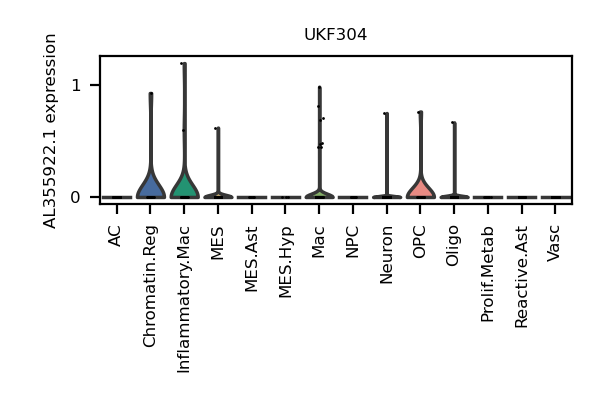 UKF304
AL355922.1 expression
1
0
AC
Chromatin.Reg
Inflammatory.Mac
MES
MES.Ast
MES.Hyp
Mac
NPC
Neuron
OPC
Oligo
Prolif.Metab
Reactive.Ast
Vasc